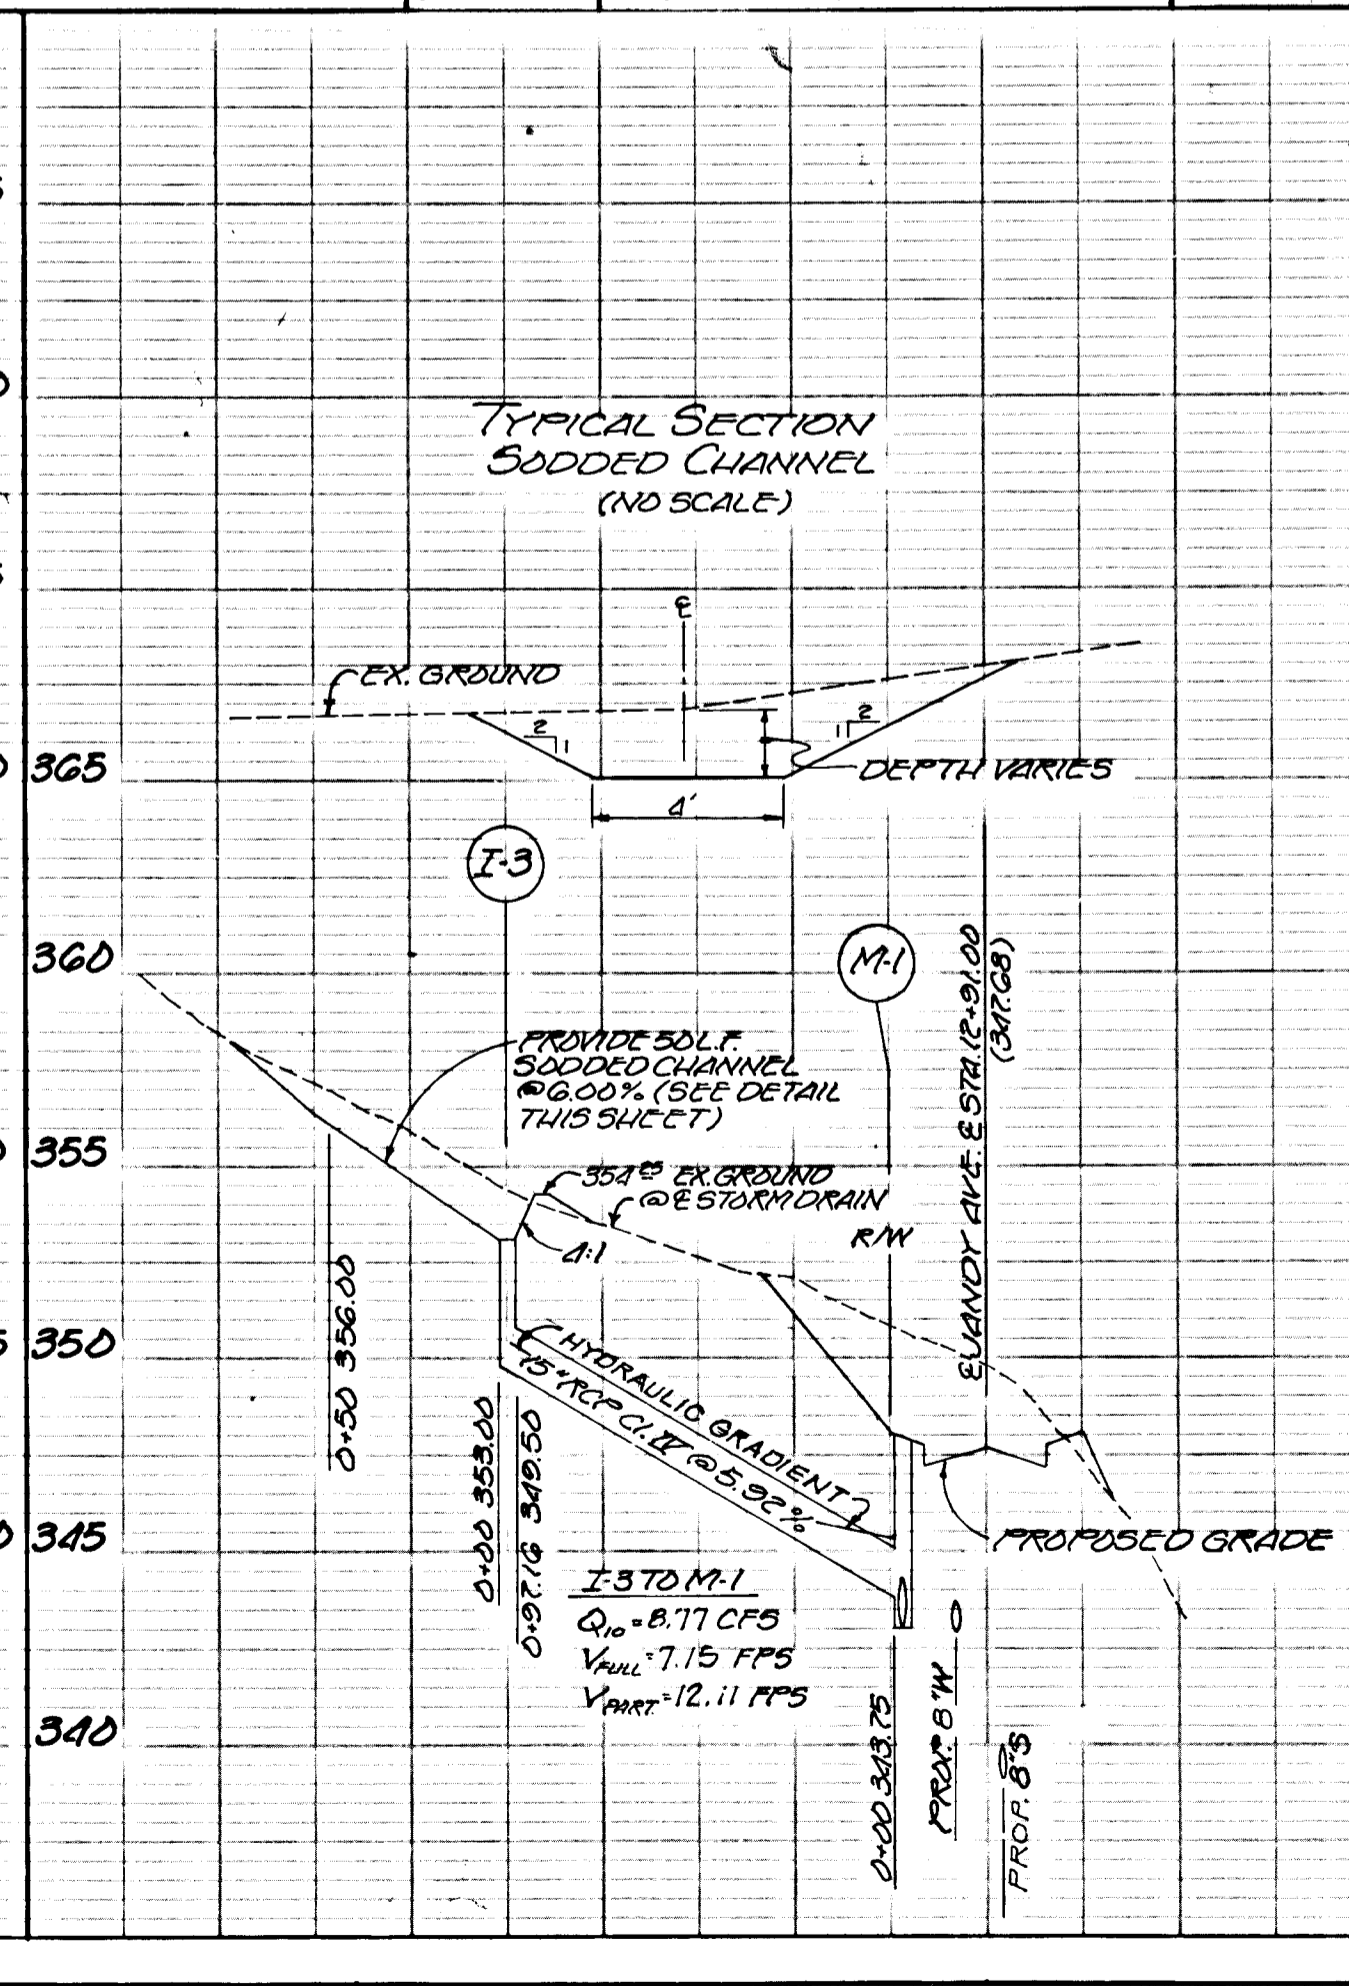 TYPICAL SECTION
SODDED CHANNEL
(NO SCALE)
℄
EX. GROUND
2
1
2
1
DEPTH VARIES
4'
365
360
355
350
345
340
I-3
M-1
PROVIDE 50 L.F.
SODDED CHANNEL
@ 6.00% (SEE DETAIL
THIS SHEET)
EX. GROUND
@ ℄ STORM DRAIN
4:1
R/W
EUANDY AVE. ℄ STA. 12+91.00
(347.68)
0+50 356.00
0+00 353.00
0+97.16 349.50
HYDRAULIC GRADIENT
15" RCP CL. IV @ 5.92%
I-3 TO M-1
Q10 = 8.77 CFS
VFULL = 7.15 FPS
VPART. = 12.11 FPS
PROPOSED GRADE
0+00 343.75
PROP. 8"W
PROP. 8"S